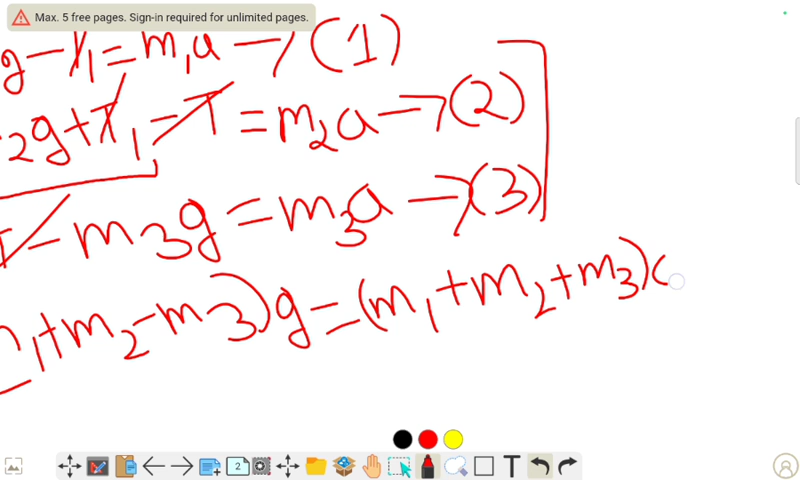 Max. 5 free pages. Sign-in required for unlimited pages.
g-T₁=m₁a→(1)
₂g+T₁-T=m₂a→(2)
T-m₃g=m₃a→(3)
₁+m₂-m₃)g=(m₁+m₂+m₃)
2
T